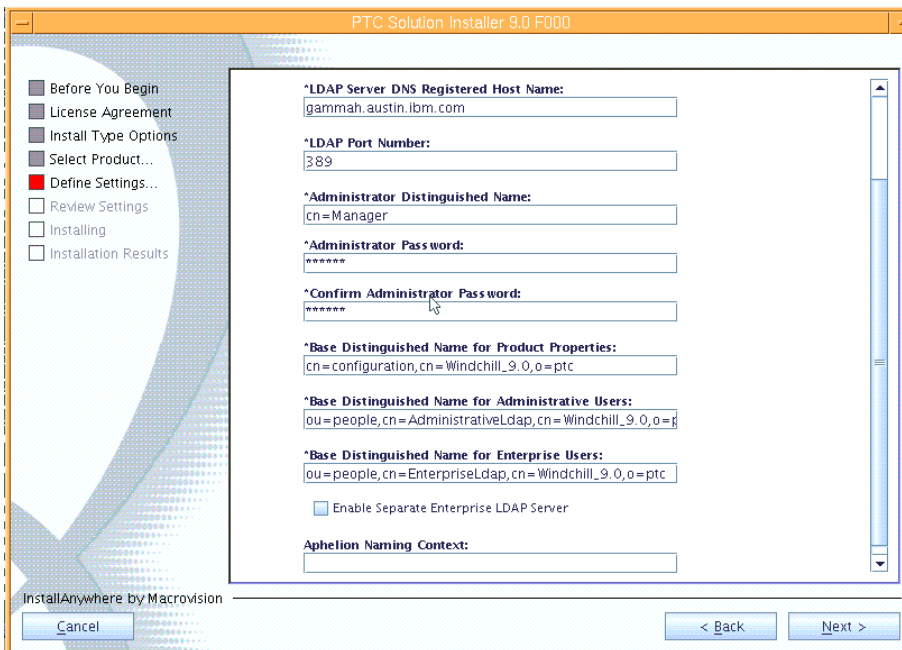 PTC Solution Installer 9.0 F000
Before You Begin
License Agreement
Install Type Options
Select Product...
Define Settings...
Review Settings
Installing
Installation Results
*LDAP Server DNS Registered Host Name:
gammah.austin.ibm.com
*LDAP Port Number:
389
*Administrator Distinguished Name:
cn=Manager
*Administrator Password:
******
*Confirm Administrator Password:
******
*Base Distinguished Name for Product Properties:
cn=configuration,cn=Windchill_9.0,o=ptc
*Base Distinguished Name for Administrative Users:
ou=people,cn=AdministrativeLdap,cn=Windchill_9.0,o=p
*Base Distinguished Name for Enterprise Users:
ou=people,cn=EnterpriseLdap,cn=Windchill_9.0,o=ptc
Enable Separate Enterprise LDAP Server
Aphelion Naming Context:
InstallAnywhere by Macrovision
Cancel
< Back
Next >